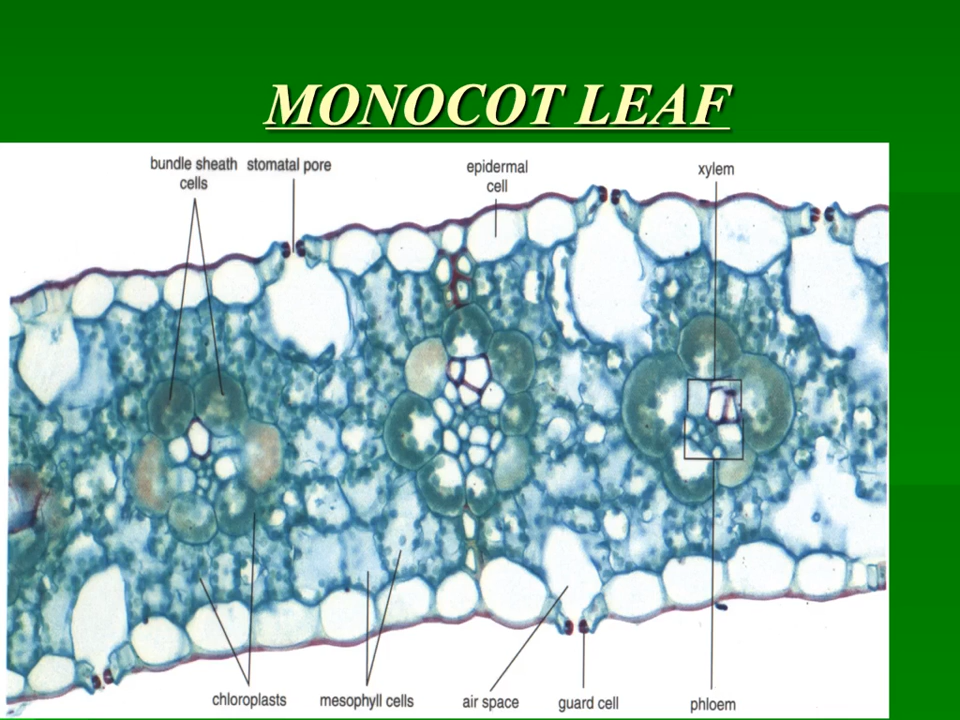 MONOCOT LEAF
bundle sheath
cells
stomatal pore
epidermal
cell
xylem
chloroplasts
mesophyll cells
air space
guard cell
phloem